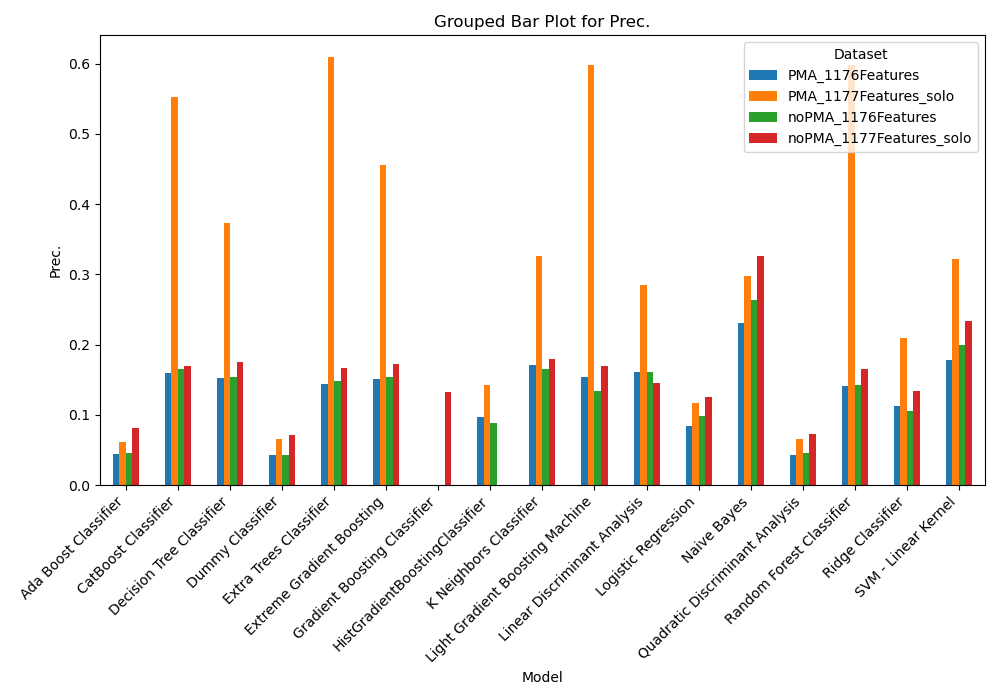 Grouped Bar Plot for Prec.
Dataset
PMA_1176Features
PMA_1177Features_solo
noPMA_1176Features
noPMA_1177Features_solo
Prec.
0.6
0.5
0.4
0.3
0.2
0.1
0.0
Ada Boost Classifier
CatBoost Classifier
Decision Tree Classifier
Dummy Classifier
Extra Trees Classifier
Extreme Gradient Boosting
Gradient Boosting Classifier
HistGradientBoostingClassifier
K Neighbors Classifier
Light Gradient Boosting Machine
Linear Discriminant Analysis
Logistic Regression
Naive Bayes
Quadratic Discriminant Analysis
Random Forest Classifier
Ridge Classifier
SVM - Linear Kernel
Model